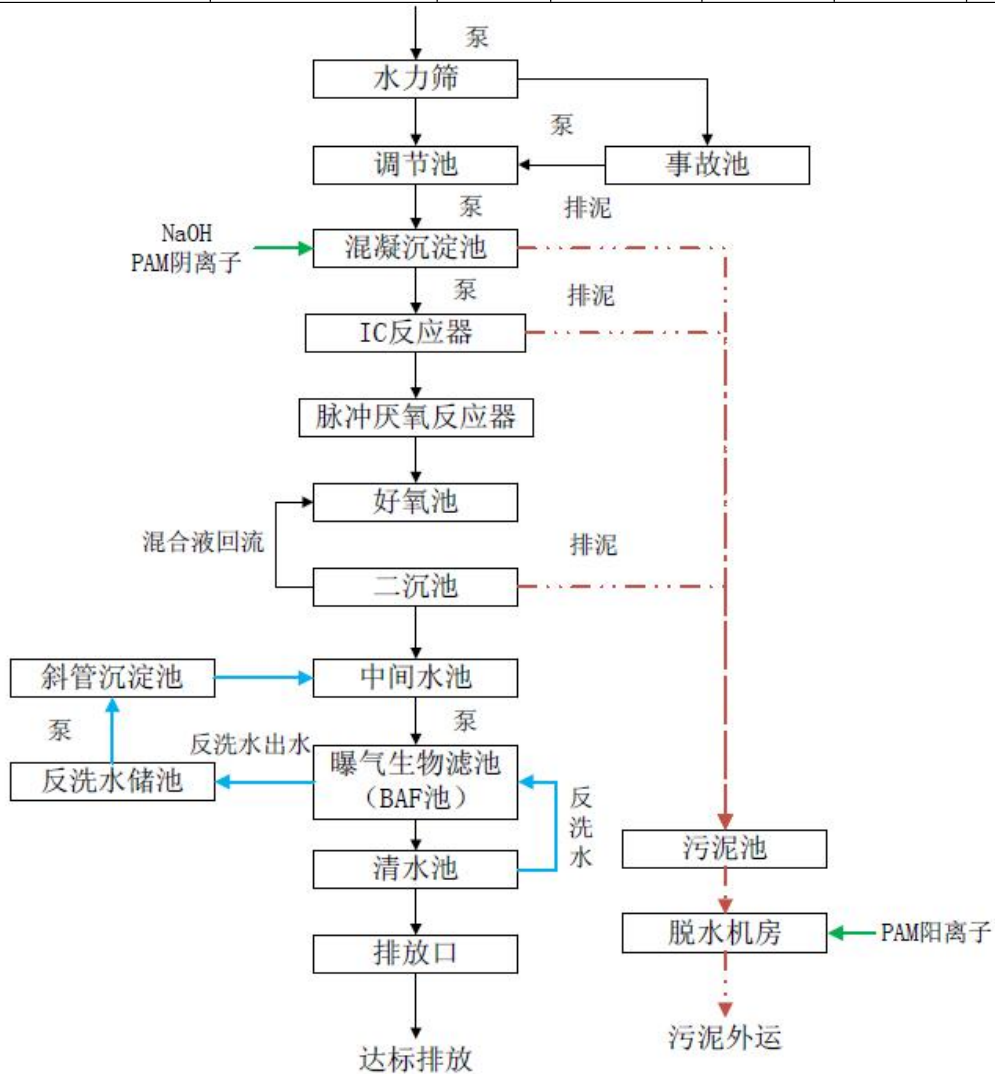 泵
水力筛
泵
调节池
事故池
泵
排泥
NaOH
PAM阴离子
混凝沉淀池
泵
排泥
IC反应器
脉冲厌氧反应器
好氧池
混合液回流
排泥
二沉池
斜管沉淀池
中间水池
泵
泵
反洗水出水
反洗水储池
曝气生物滤池
（BAF池）
反
洗
水
污泥池
清水池
脱水机房
PAM阳离子
排放口
污泥外运
达标排放